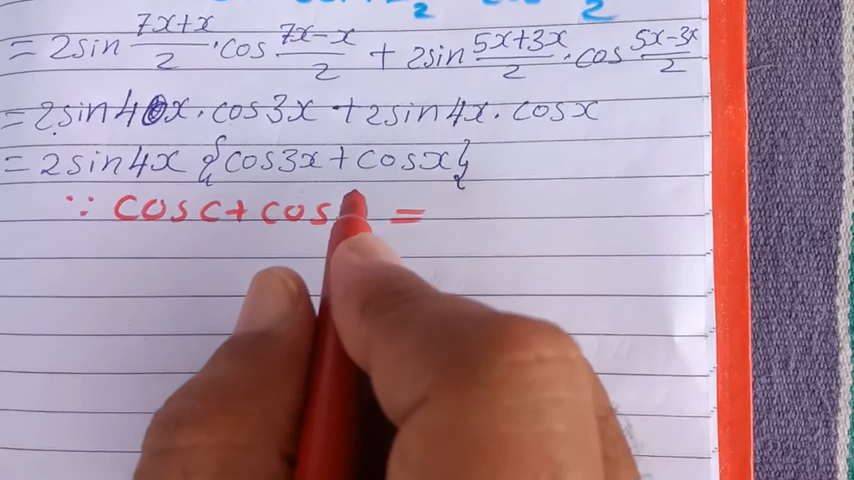 = 2sin 7x+x/2 · cos 7x-x/2 + 2sin 5x+3x/2 · cos 5x-3x/2
= 2sin4x · cos3x + 2sin4x · cosx
= 2sin4x {cos3x + cosx}
∵ cos c + cos =